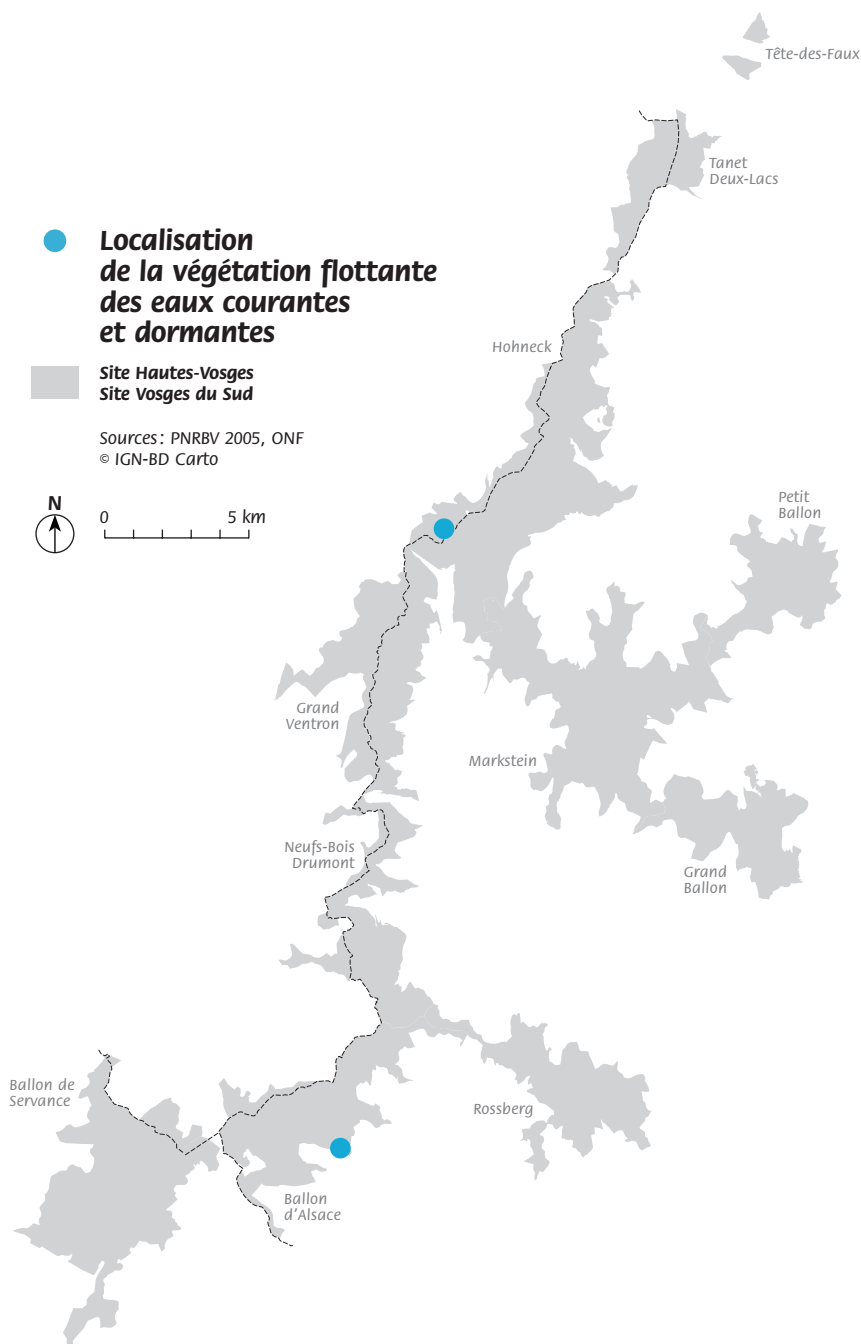 Tête-des-Faux
Tanet
Deux-Lacs
Localisation
de la végétation flottante
des eaux courantes
et dormantes
Site Hautes-Vosges
Site Vosges du Sud
Sources : PNRBV 2005, ONF
© IGN-BD Carto
N
0 5 km
Hohneck
Petit
Ballon
Grand
Ventron
Markstein
Neufs-Bois
Drumont
Grand
Ballon
Ballon de
Servance
Rossberg
Ballon
d'Alsace